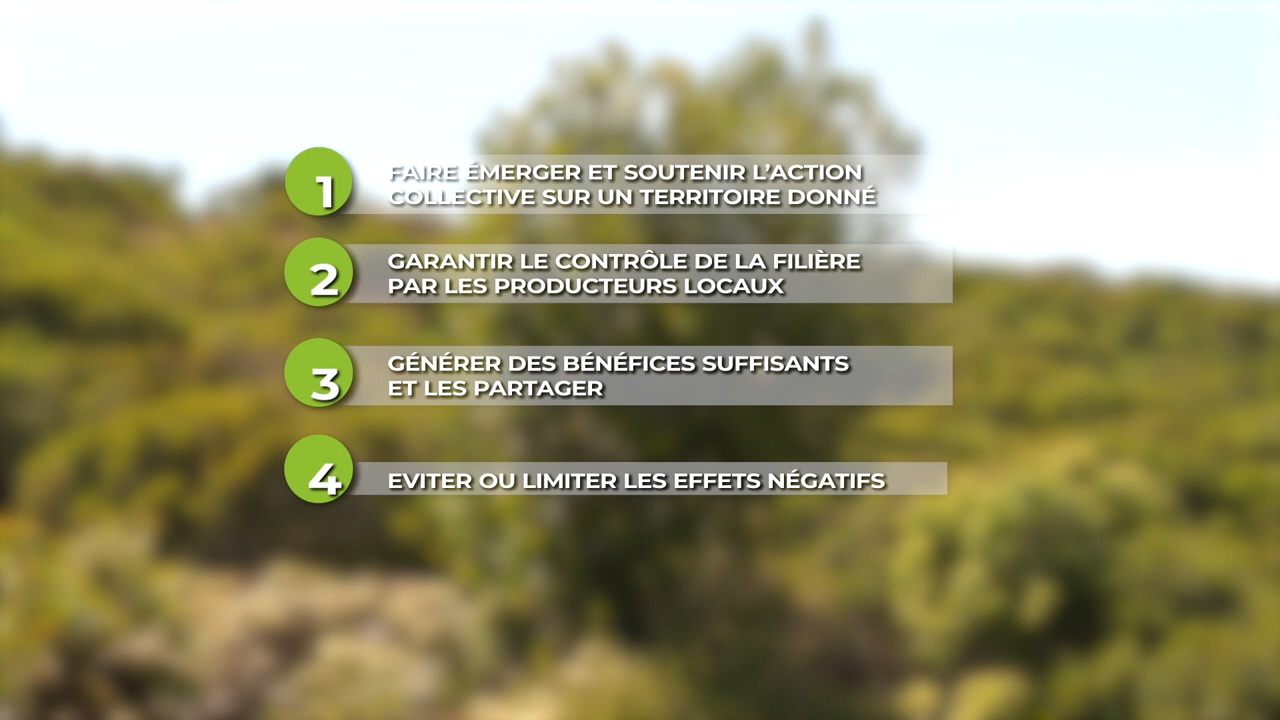 1
FAIRE ÉMERGER ET SOUTENIR L'ACTION
COLLECTIVE SUR UN TERRITOIRE DONNÉ
2
GARANTIR LE CONTRÔLE DE LA FILIÈRE
PAR LES PRODUCTEURS LOCAUX
3
GÉNÉRER DES BÉNÉFICES SUFFISANTS
ET LES PARTAGER
4
EVITER OU LIMITER LES EFFETS NÉGATIFS